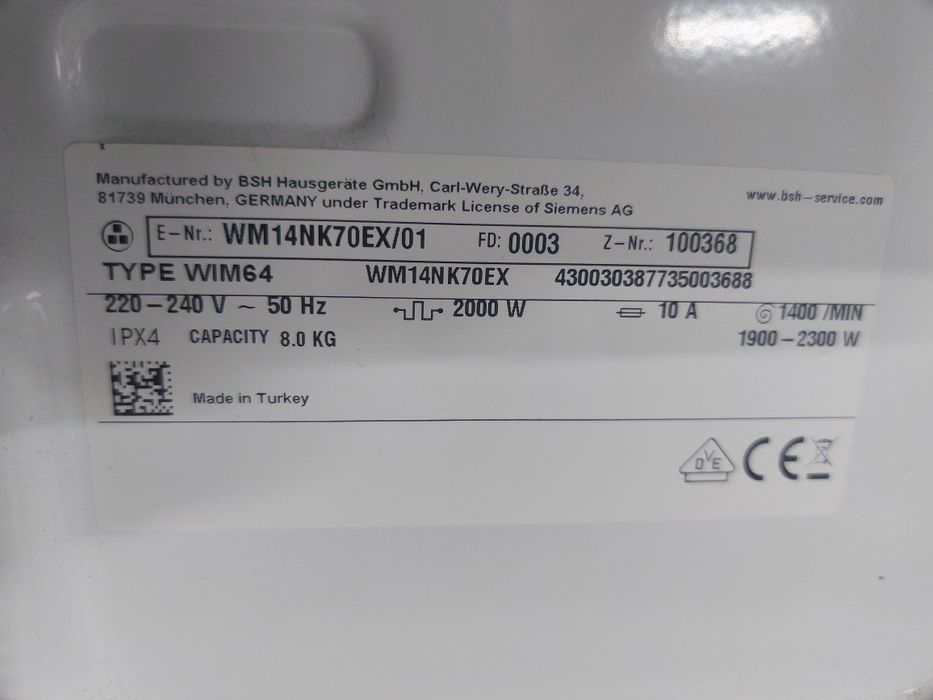 Manufactured by BSH Hausgeräte GmbH, Carl-Wery-Straße 34,
81739 München, GERMANY under Trademark License of Siemens AG
www.bsh-service.com
E-Nr.: WM14NK70EX/01 FD: 0003 Z-Nr.: 100368
TYPE WIM64 WM14NK70EX 430030387735003688
220-240 V ~ 50 Hz 2000 W 10 A 1400 /MIN
IPX4 CAPACITY 8.0 KG 1900-2300 W
Made in Turkey
DVE CE